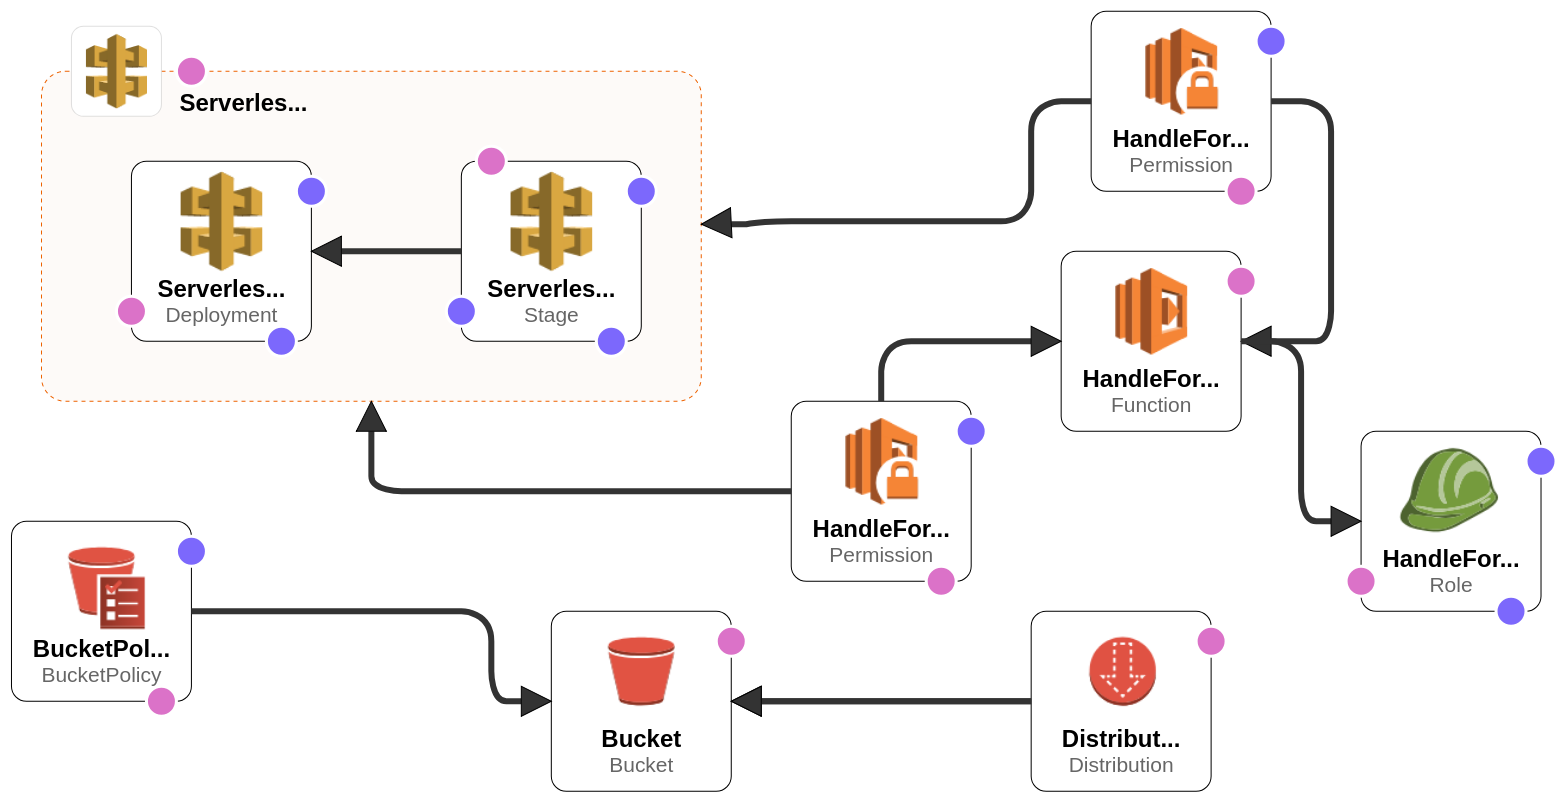 Serverles...
Serverles...
Deployment
Serverles...
Stage
HandleFor...
Permission
HandleFor...
Function
HandleFor...
Permission
HandleFor...
Role
BucketPol...
BucketPolicy
Bucket
Bucket
Distribut...
Distribution